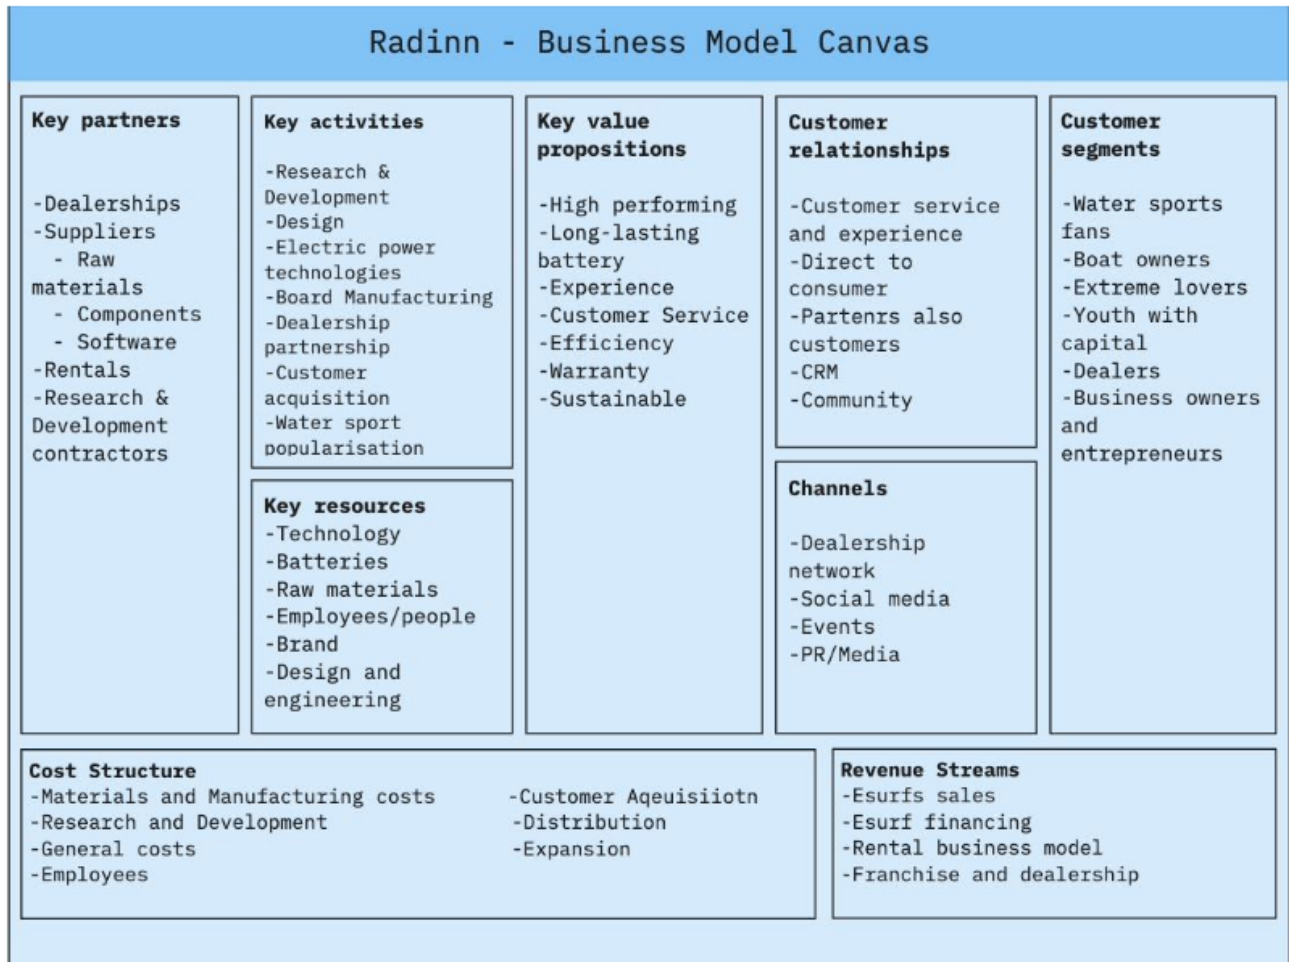 Radinn - Business Model Canvas
Key partners
-Dealerships
-Suppliers
- Raw
materials
- Components
- Software
-Rentals
-Research &
Development
contractors
Key activities
-Research &
Development
-Design
-Electric power
technologies
-Board Manufacturing
-Dealership
partnership
-Customer
acquisition
-Water sport
popularisation
Key resources
-Technology
-Batteries
-Raw materials
-Employees/people
-Brand
-Design and
engineering
Key value
propositions
-High performing
-Long-lasting
battery
-Experience
-Customer Service
-Efficiency
-Warranty
-Sustainable
Customer
relationships
-Customer service
and experience
-Direct to
consumer
-Partenrs also
customers
-CRM
-Community
Channels
-Dealership
network
-Social media
-Events
-PR/Media
Customer
segments
-Water sports
fans
-Boat owners
-Extreme lovers
-Youth with
capital
-Dealers
-Business owners
and
entrepreneurs
Cost Structure
-Materials and Manufacturing costs
-Research and Development
-General costs
-Employees
-Customer Aqeuisiiotn
-Distribution
-Expansion
Revenue Streams
-Esurfs sales
-Esurf financing
-Rental business model
-Franchise and dealership